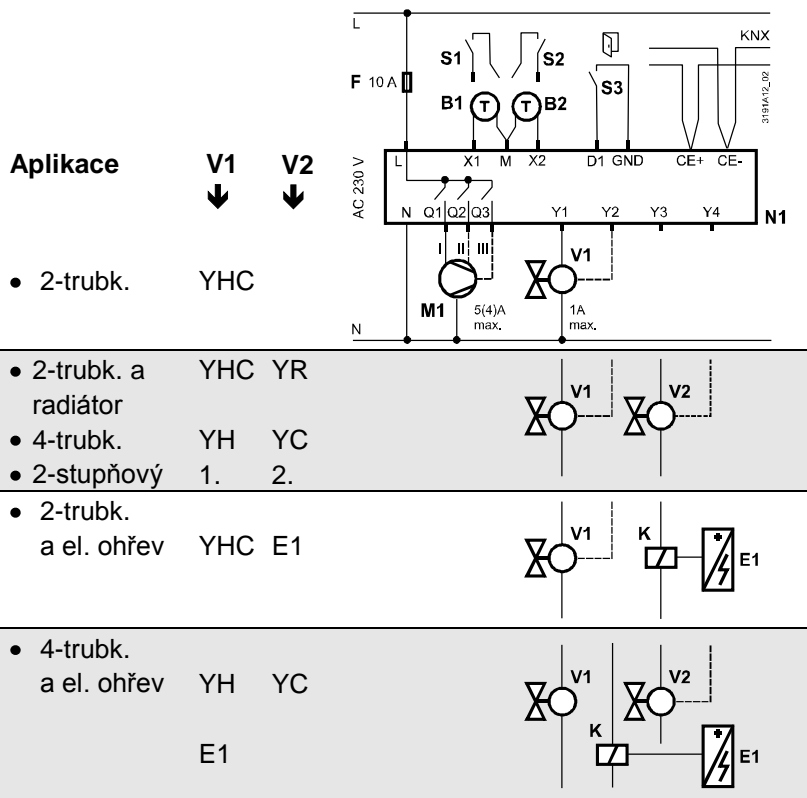 L
KNX
S1 S2
F 10 A
S3
B1 T T B2
3191A12_02
Aplikace V1 V2
AC 230 V
L X1 M X2 D1 GND CE+ CE-
N Q1 Q2 Q3 Y1 Y2 Y3 Y4 N1
I II III
V1
• 2-trubk. YHC
M1 5(4)A 1A
max. max.
N
• 2-trubk. a YHC YR
radiátor
V1 V2
• 4-trubk. YH YC
• 2-stupňový 1. 2.
• 2-trubk.
V1 K
a el. ohřev YHC E1
E1
• 4-trubk.
a el. ohřev YH YC
V1 V2
K
E1 E1